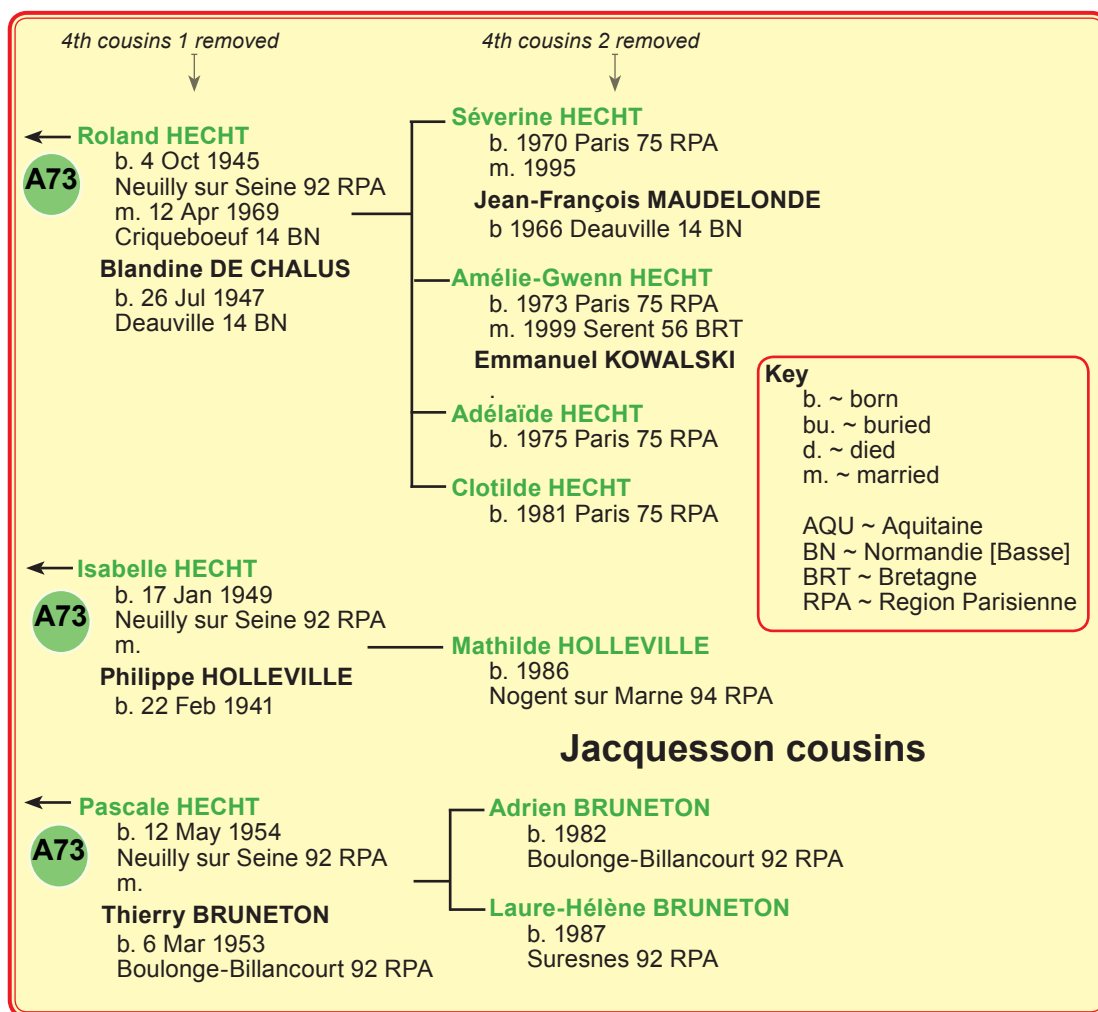 4th cousins 1 removed
4th cousins 2 removed
Roland HECHT
A73
b. 4 Oct 1945
Neuilly sur Seine 92 RPA
m. 12 Apr 1969
Criqueboeuf 14 BN
Blandine DE CHALUS
b. 26 Jul 1947
Deauville 14 BN
Séverine HECHT
b. 1970 Paris 75 RPA
m. 1995
Jean-François MAUDELONDE
b 1966 Deauville 14 BN
Amélie-Gwenn HECHT
b. 1973 Paris 75 RPA
m. 1999 Serent 56 BRT
Emmanuel KOWALSKI
.
Adélaïde HECHT
b. 1975 Paris 75 RPA
Clotilde HECHT
b. 1981 Paris 75 RPA
Key
b. ~ born
bu. ~ buried
d. ~ died
m. ~ married
AQU ~ Aquitaine
BN ~ Normandie [Basse]
BRT ~ Bretagne
RPA ~ Region Parisienne
Isabelle HECHT
A73
b. 17 Jan 1949
Neuilly sur Seine 92 RPA
m.
Philippe HOLLEVILLE
b. 22 Feb 1941
Mathilde HOLLEVILLE
b. 1986
Nogent sur Marne 94 RPA
Jacquesson cousins
Pascale HECHT
A73
b. 12 May 1954
Neuilly sur Seine 92 RPA
m.
Thierry BRUNETON
b. 6 Mar 1953
Boulonge-Billancourt 92 RPA
Adrien BRUNETON
b. 1982
Boulonge-Billancourt 92 RPA
Laure-Hélène BRUNETON
b. 1987
Suresnes 92 RPA